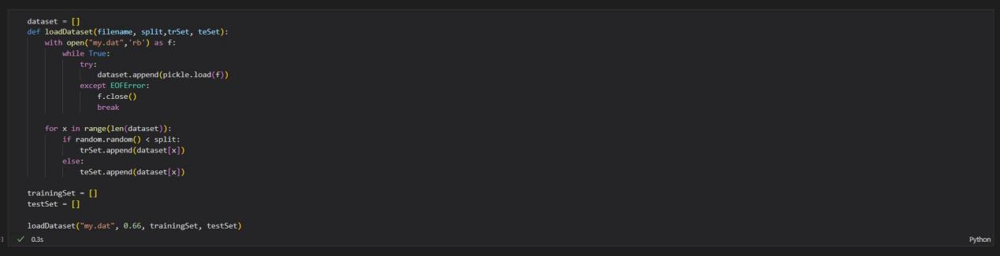 dataset = []
def loadDataset(filename, split,trSet, teSet):
    with open("my.dat",'rb') as f:
        while True:
            try:
                dataset.append(pickle.load(f))
            except EOFError:
                f.close()
                break
    for x in range(len(dataset)):
        if random.random() < split:
            trSet.append(dataset[x])
        else:
            teSet.append(dataset[x])
trainingSet = []
testSet = []
loadDataset("my.dat", 0.66, trainingSet, testSet)
✓ 0.3s
Python